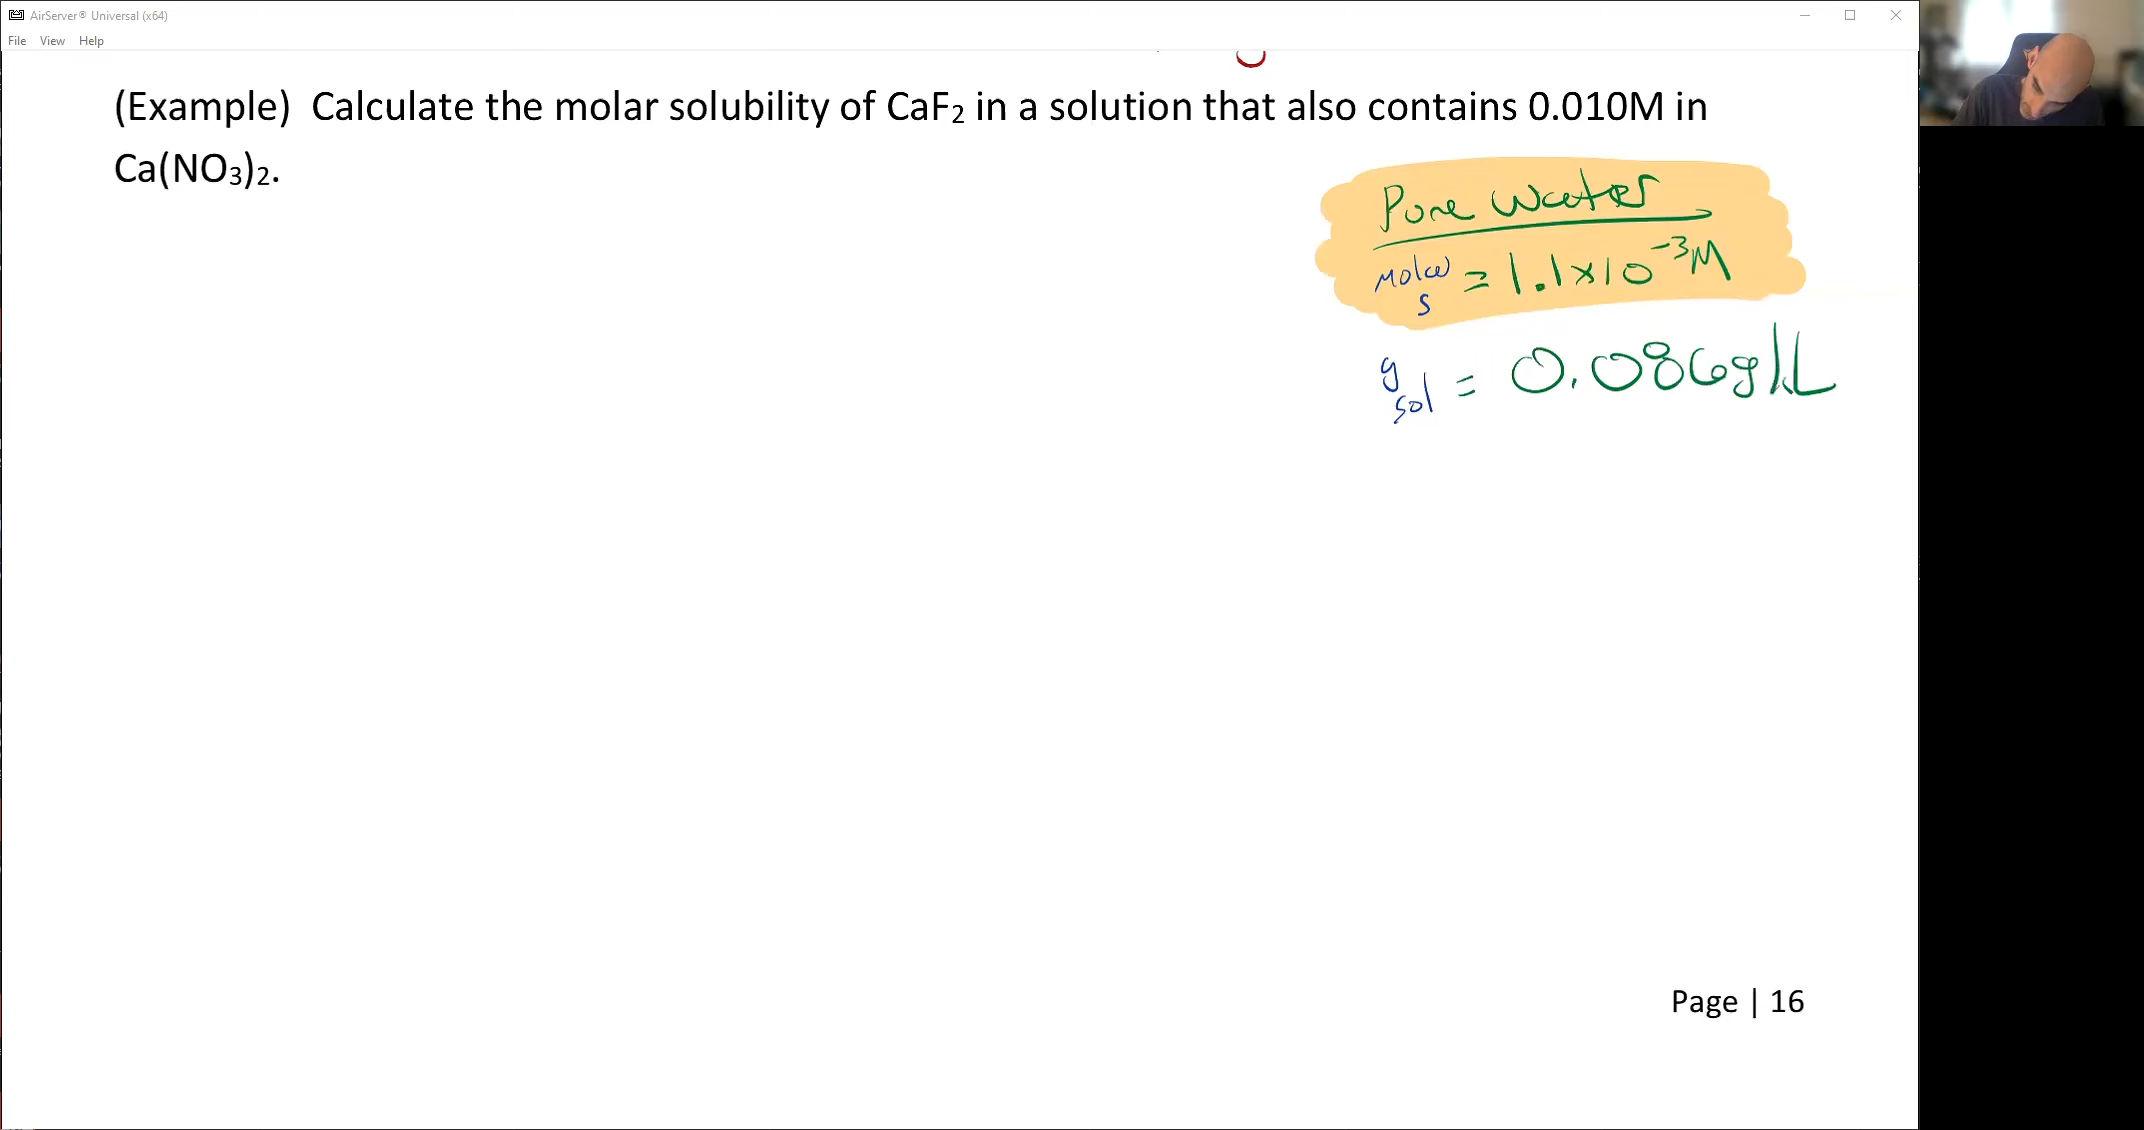 AirServer® Universal (x64)
File View Help
(Example) Calculate the molar solubility of CaF₂ in a solution that also contains 0.010M in
Ca(NO₃)₂.
Pure Water
s = 1.1×10⁻³M
g
sol = 0.086g/L
Page | 16